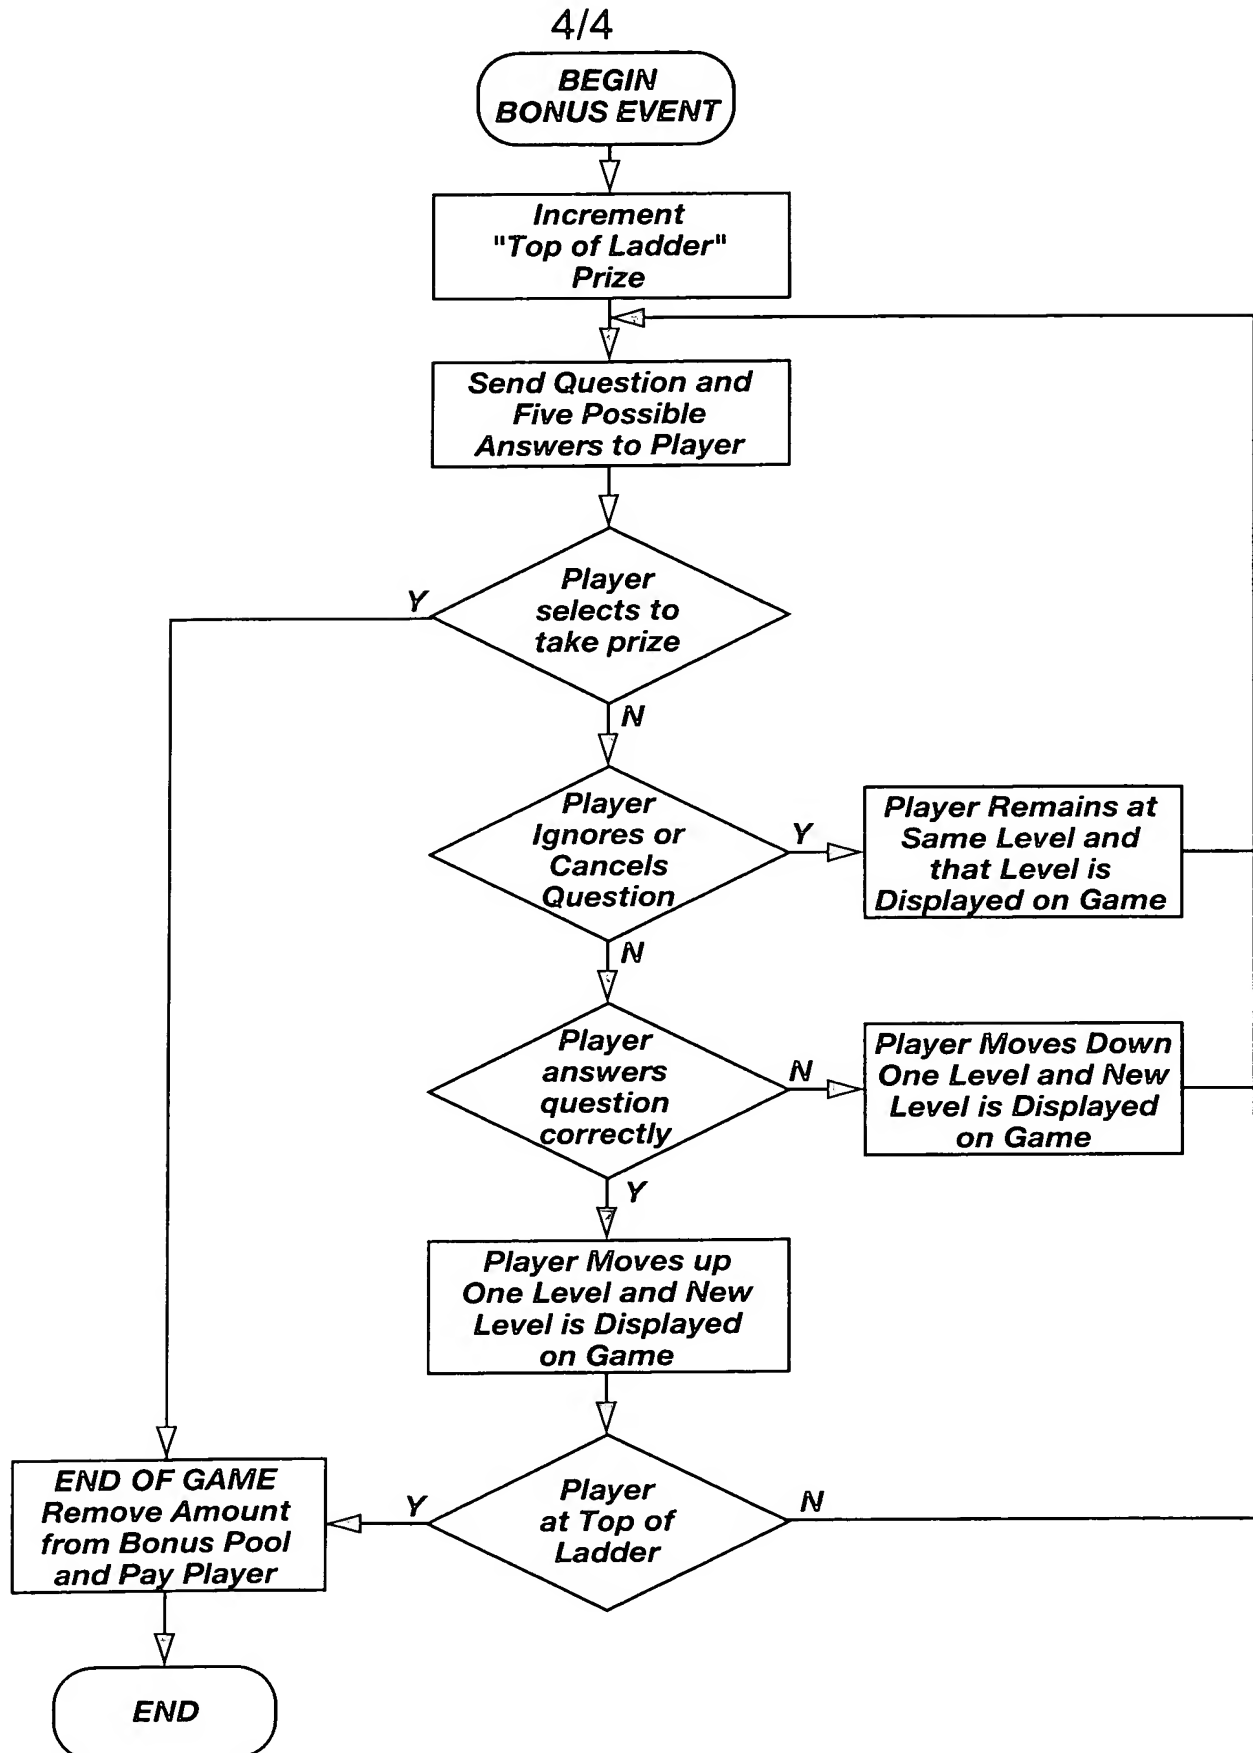 4/4
BEGIN
BONUS EVENT
Increment
"Top of Ladder"
Prize
Send Question and
Five Possible
Answers to Player
Player
selects to
take prize
Y
N
Player
Ignores or
Cancels
Question
Y
Player Remains at
Same Level and
that Level is
Displayed on Game
N
Player
answers
question
correctly
N
Player Moves Down
One Level and New
Level is Displayed
on Game
Y
Player Moves up
One Level and New
Level is Displayed
on Game
Player
at Top of
Ladder
Y
N
END OF GAME
Remove Amount
from Bonus Pool
and Pay Player
END